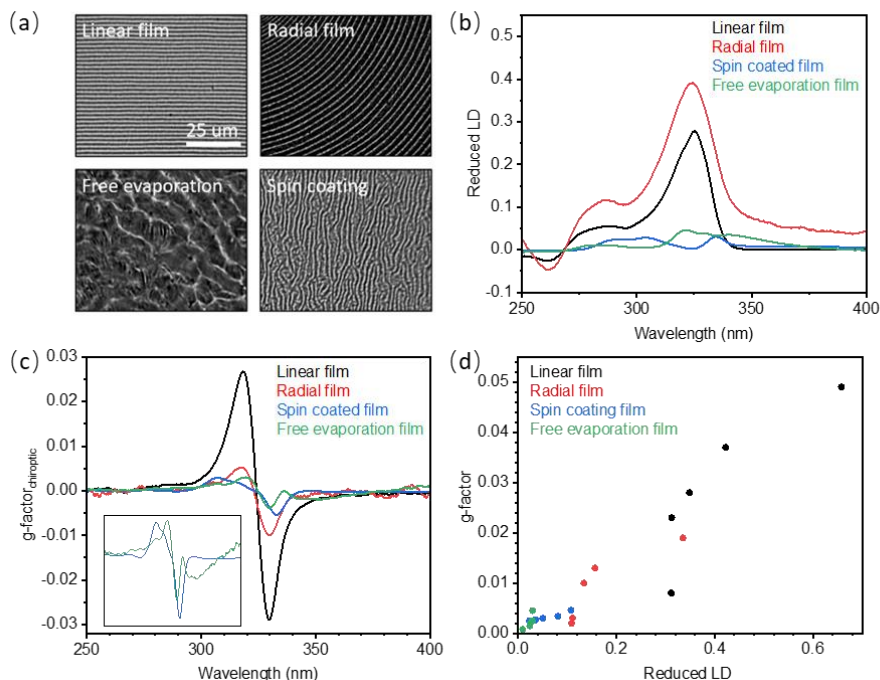 (a)
Linear film
Radial film
25 um
Free evaporation
Spin coating
(b)
Reduced LD
0.5
0.4
0.3
0.2
0.1
0.0
-0.1
Linear film
Radial film
Spin coated film
Free evaporation film
250
300
350
400
Wavelength (nm)
(c)
g-factorchiroptic
0.03
0.02
0.01
0.00
-0.01
-0.02
-0.03
Linear film
Radial film
Spin coated film
Free evaporation film
250
300
350
400
Wavelength (nm)
(d)
g-factor
0.05
0.04
0.03
0.02
0.01
0.00
Linear film
Radial film
Spin coating film
Free evaporation film
0.0
0.2
0.4
0.6
Reduced LD